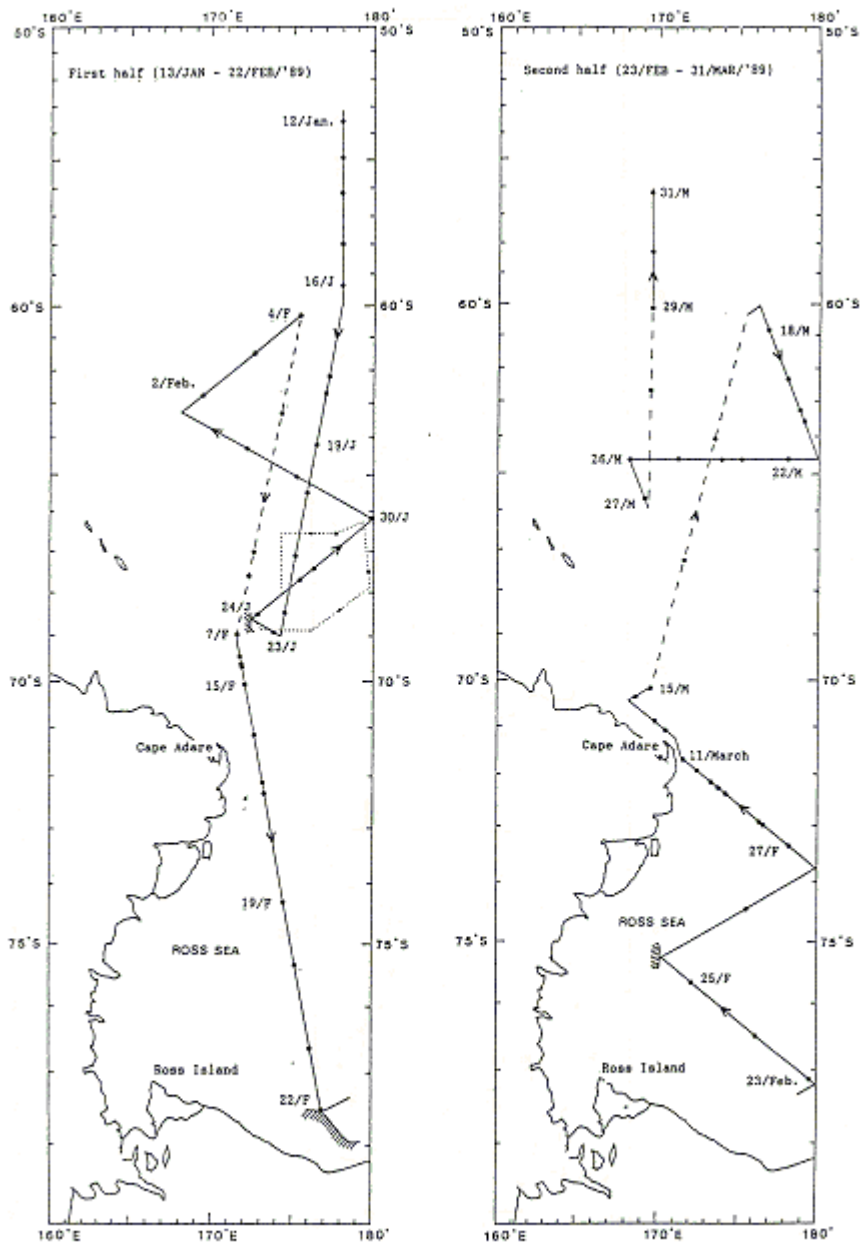 160°E 170°E 180°
50°S 50°S
First half (13/JAN - 22/FEB/'89)
12/Jan.
16/J
60°S 60°S
4/F
2/Feb.
19/J
30/J
24/J
23/J
7/F
70°S 70°S
15/F
Cape Adare
19/F
75°S 75°S
ROSS SEA
Ross Island
22/F
160°E 170°E 180°
160°E 170°E 180°
50°S 50°S
Second half (23/FEB - 31/MAR/'89)
31/M
60°S 29/M 60°S
18/M
26/M
22/M
27/M
70°S 70°S
15/M
Cape Adare
11/March
27/F
ROSS SEA
75°S 75°S
25/F
Ross Island
23/Feb.
160°E 170°E 180°